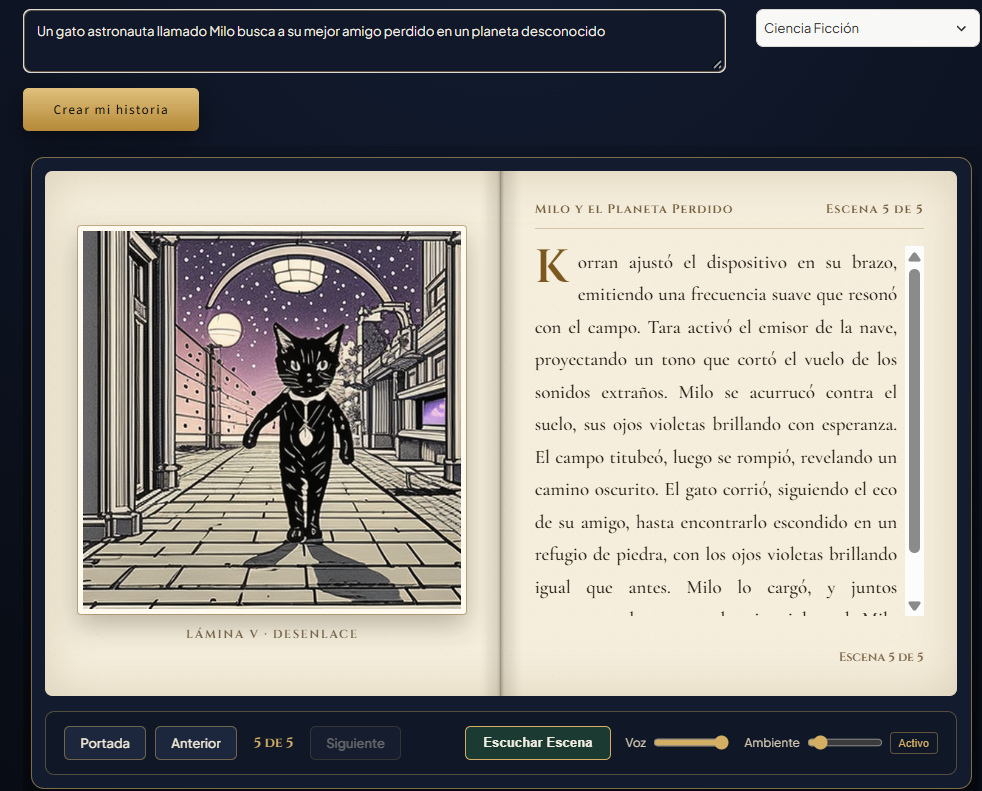 Un gato astronauta llamado Milo busca a su mejor amigo perdido en un planeta desconocido
Ciencia Ficción
Crear mi historia
Milo y el Planeta Perdido
Escena 5 de 5
Korran ajustó el dispositivo en su brazo,
emitiendo una frecuencia suave que resonó
con el campo. Tara activó el emisor de la nave,
proyectando un tono que cortó el vuelo de los
sonidos extraños. Milo se acurrucó contra el
suelo, sus ojos violetas brillando con esperanza.
El campo titubeó, luego se rompió, revelando un
camino oscurito. El gato corrió, siguiendo el eco
de su amigo, hasta encontrarlo escondido en un
refugio de piedra, con los ojos violetas brillando
igual que antes. Milo lo cargó, y juntos
LÁMINA V · DESENLACE
Escena 5 de 5
Portada
Anterior
5 DE 5
Siguiente
Escuchar Escena
Voz
Ambiente
Activo